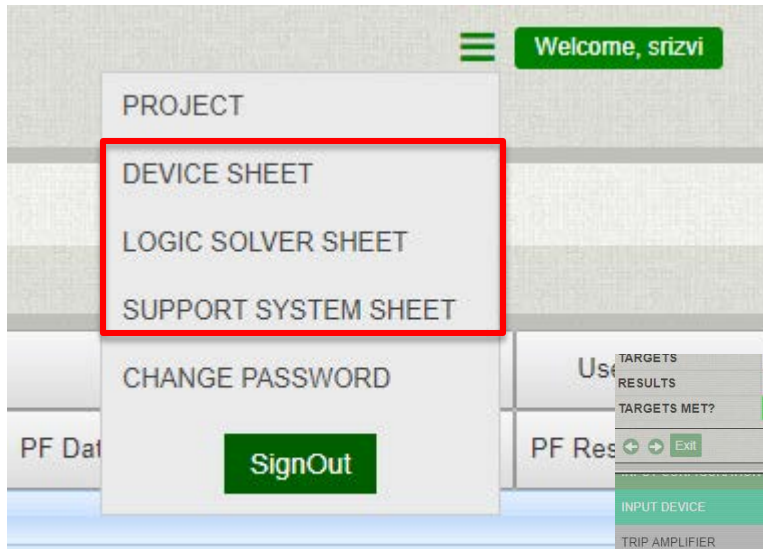 Welcome, srizvi
PROJECT
DEVICE SHEET
LOGIC SOLVER SHEET
SUPPORT SYSTEM SHEET
CHANGE PASSWORD
SignOut
Use
PF Dat
PF Res
TARGETS
RESULTS
TARGETS MET?
Exit
INPUT DEVICE
TRIP AMPLIFIER